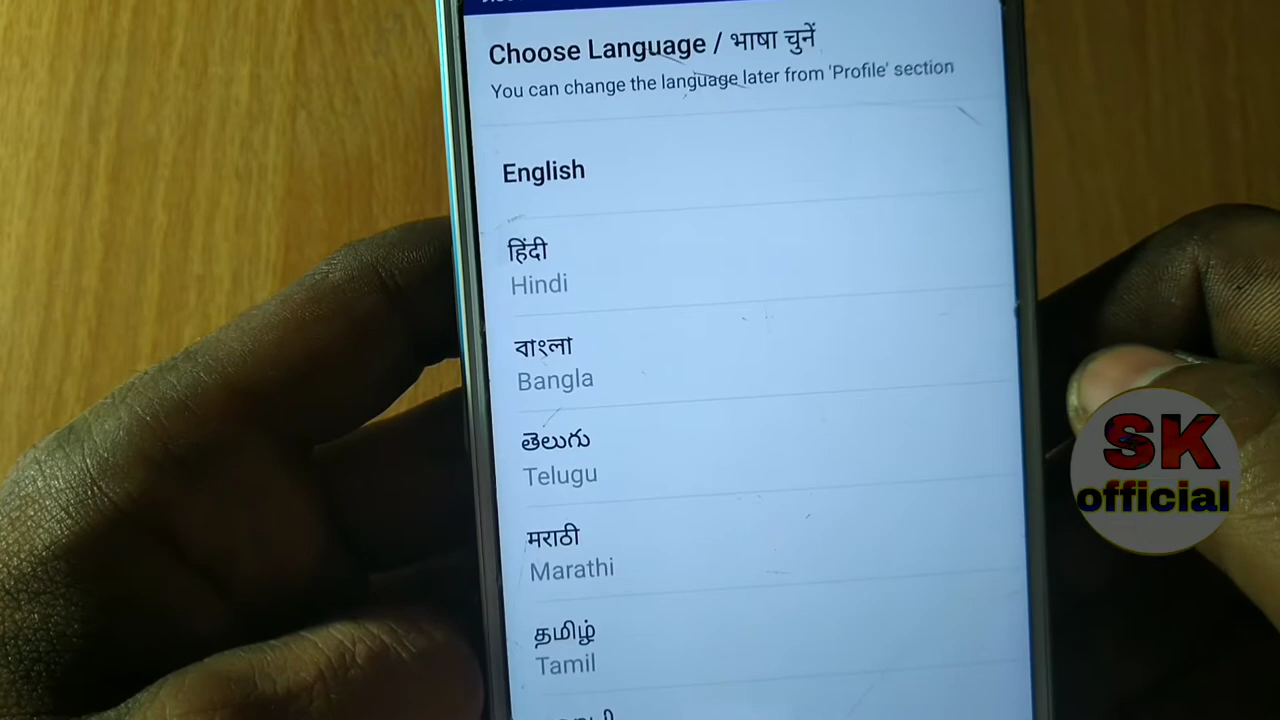 Choose Language / भाषा चुनें
You can change the language later from 'Profile' section
English
हिंदी
Hindi
বাংলা
Bangla
తెలుగు
Telugu
मराठी
Marathi
தமிழ்
Tamil
SK
official